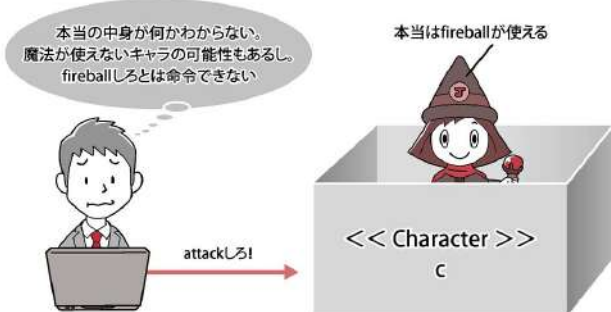 本当の中身が何かわからない。
魔法が使えないキャラの可能性もあるし。
fireballしろとは命令できない
本当はfireballが使える
J
attackしろ!
<< Character >>
c